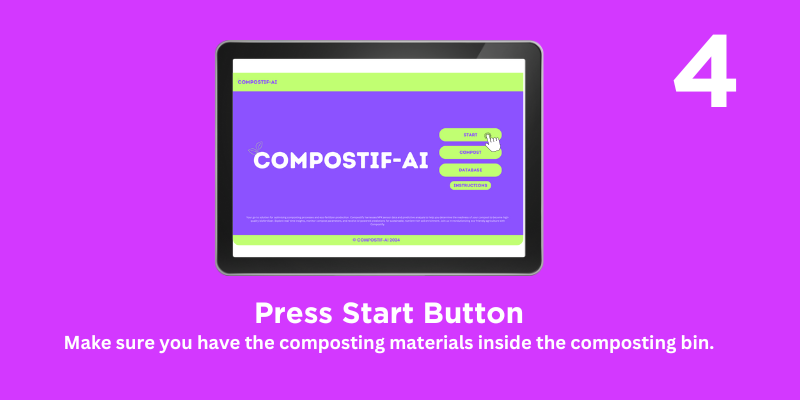 4
COMPOSTIF-AI
START
COMPOSTIF-AI
COMPOST
DATABASE
INSTRUCTIONS
© COMPOSTIF-AI 2024
Press Start Button
Make sure you have the composting materials inside the composting bin.